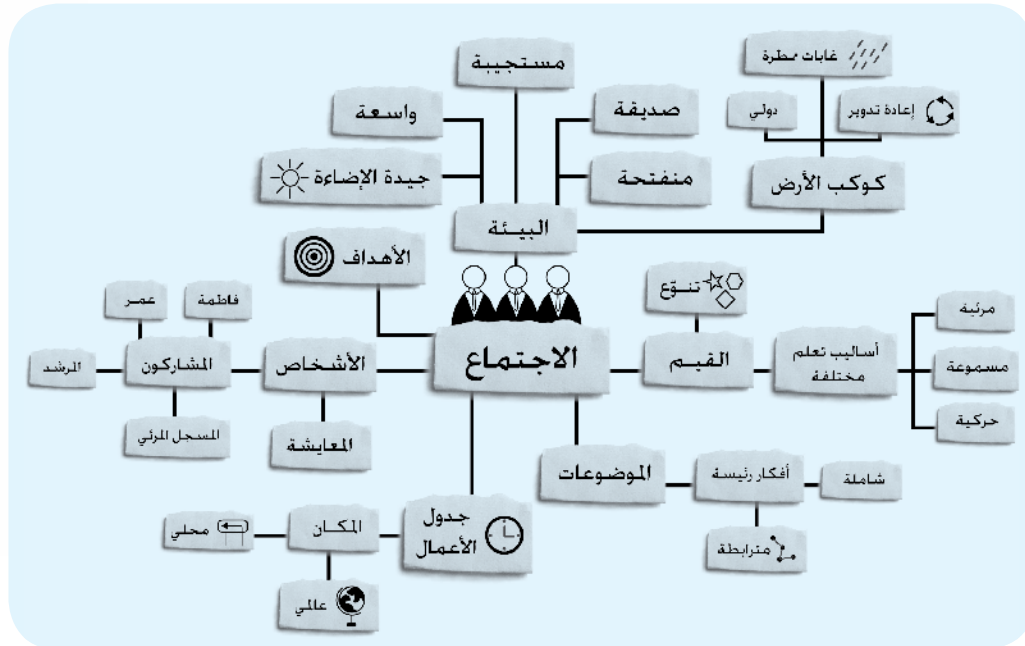 مستجيبة
غابات ممطرة
واسعة
صديقة
دولي
إعادة تدوير
جيدة الإضاءة
منفتحة
كوكب الأرض
البيئة
الأهداف
تنوّع
فاطمة
عمر
مرئية
الاجتماع
القيم
أساليب تعلم
مختلفة
الأشخاص
المشاركون
المرشد
مسموعة
حركية
المسجل المرئي
المعايشة
الموضوعات
أفكار رئيسة
شاملة
جدول
الأعمال
المكان
محلي
مترابطة
عالمي